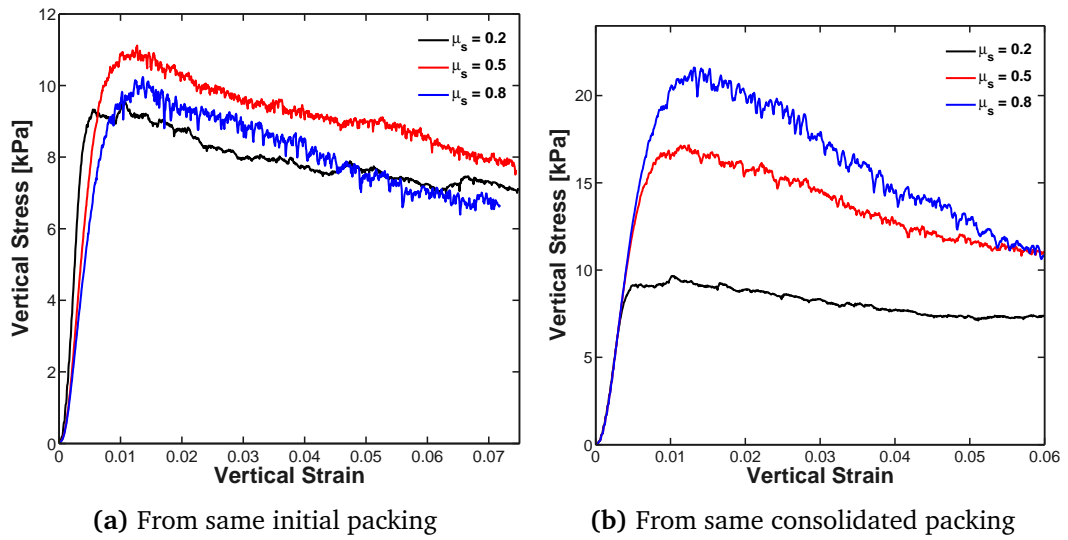 12
10
8
6
4
2
0
Vertical Stress [kPa]
μs = 0.2
μs = 0.5
μs = 0.8
0 0.01 0.02 0.03 0.04 0.05 0.06 0.07
Vertical Strain
(a) From same initial packing
20
15
10
5
0
Vertical Stress [kPa]
μs = 0.2
μs = 0.5
μs = 0.8
0 0.01 0.02 0.03 0.04 0.05 0.06
Vertical Strain
(b) From same consolidated packing